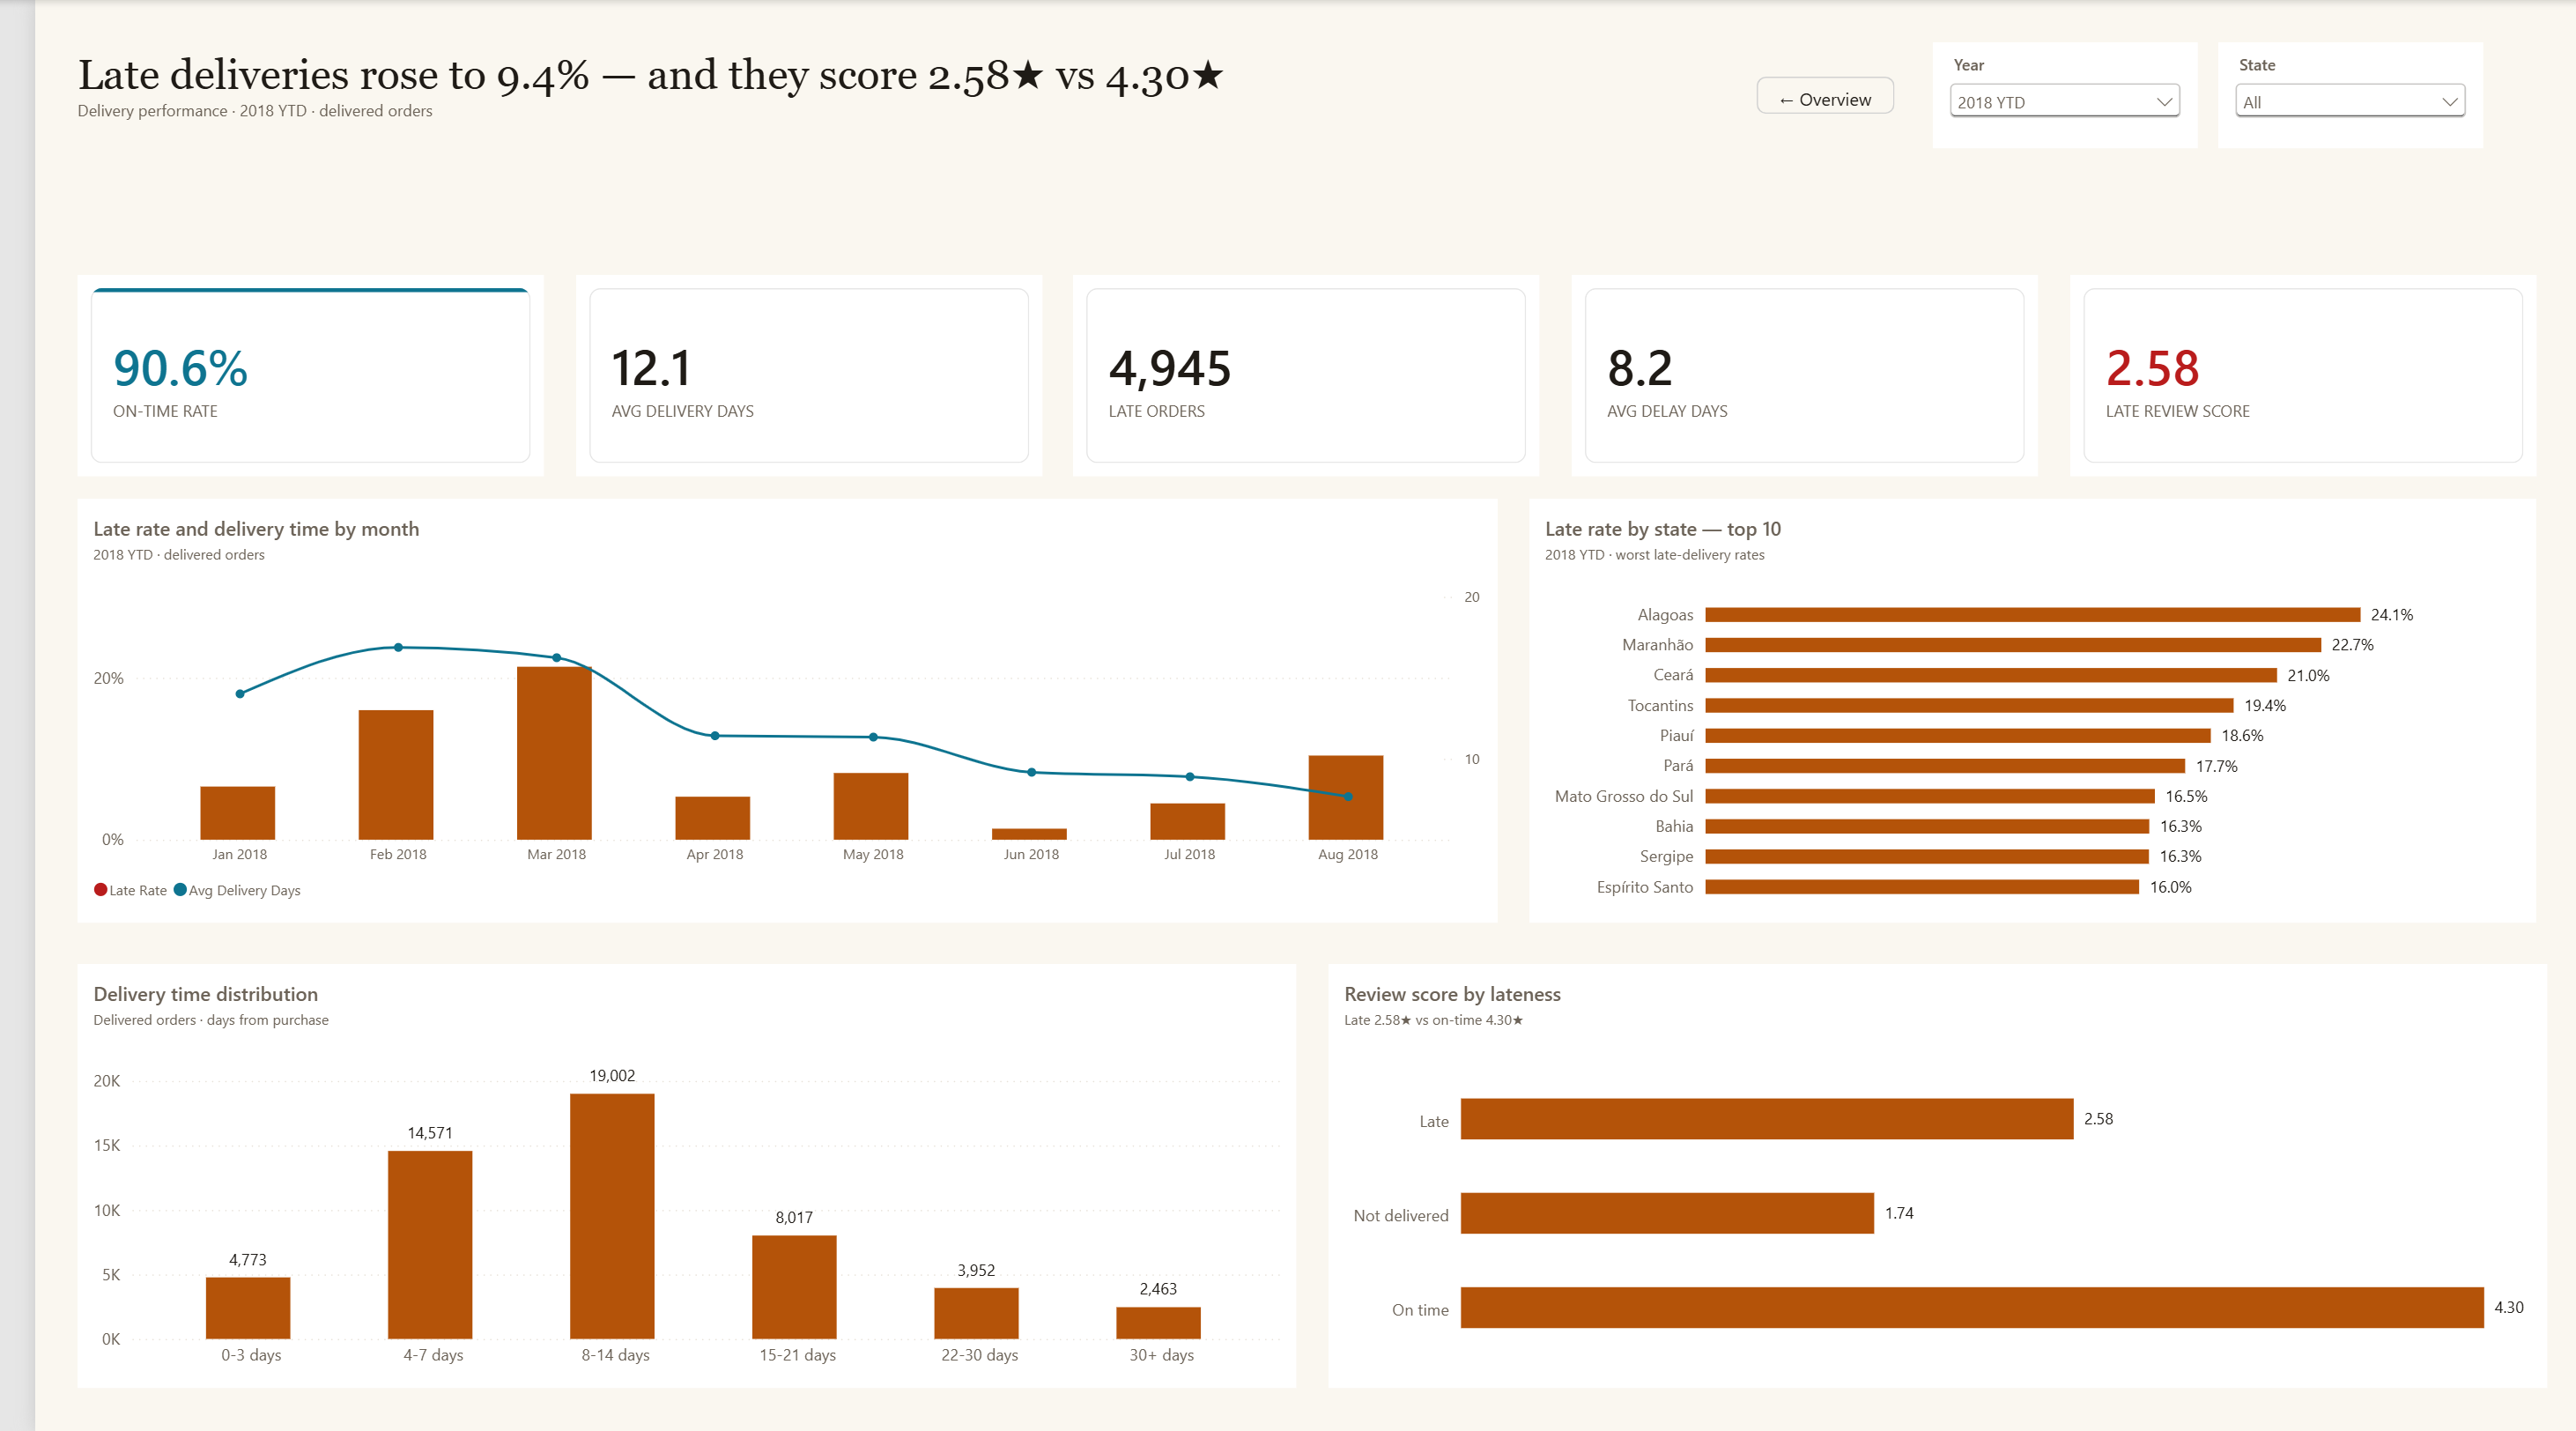 Late deliveries rose to 9.4% — and they score 2.58★ vs 4.30★
Delivery performance · 2018 YTD · delivered orders
← Overview
Year
2018 YTD
State
All
90.6%
ON-TIME RATE
12.1
AVG DELIVERY DAYS
4,945
LATE ORDERS
8.2
AVG DELAY DAYS
2.58
LATE REVIEW SCORE
Late rate and delivery time by month
2018 YTD · delivered orders
20
20%
10
0%
Jan 2018 Feb 2018 Mar 2018 Apr 2018 May 2018 Jun 2018 Jul 2018 Aug 2018
Late Rate Avg Delivery Days
Late rate by state — top 10
2018 YTD · worst late-delivery rates
Alagoas 24.1%
Maranhão 22.7%
Ceará 21.0%
Tocantins 19.4%
Piauí 18.6%
Pará 17.7%
Mato Grosso do Sul 16.5%
Bahia 16.3%
Sergipe 16.3%
Espírito Santo 16.0%
Delivery time distribution
Delivered orders · days from purchase
20K
15K
10K
5K
0K
4,773
14,571
19,002
8,017
3,952
2,463
0-3 days 4-7 days 8-14 days 15-21 days 22-30 days 30+ days
Review score by lateness
Late 2.58★ vs on-time 4.30★
Late 2.58
Not delivered 1.74
On time 4.30